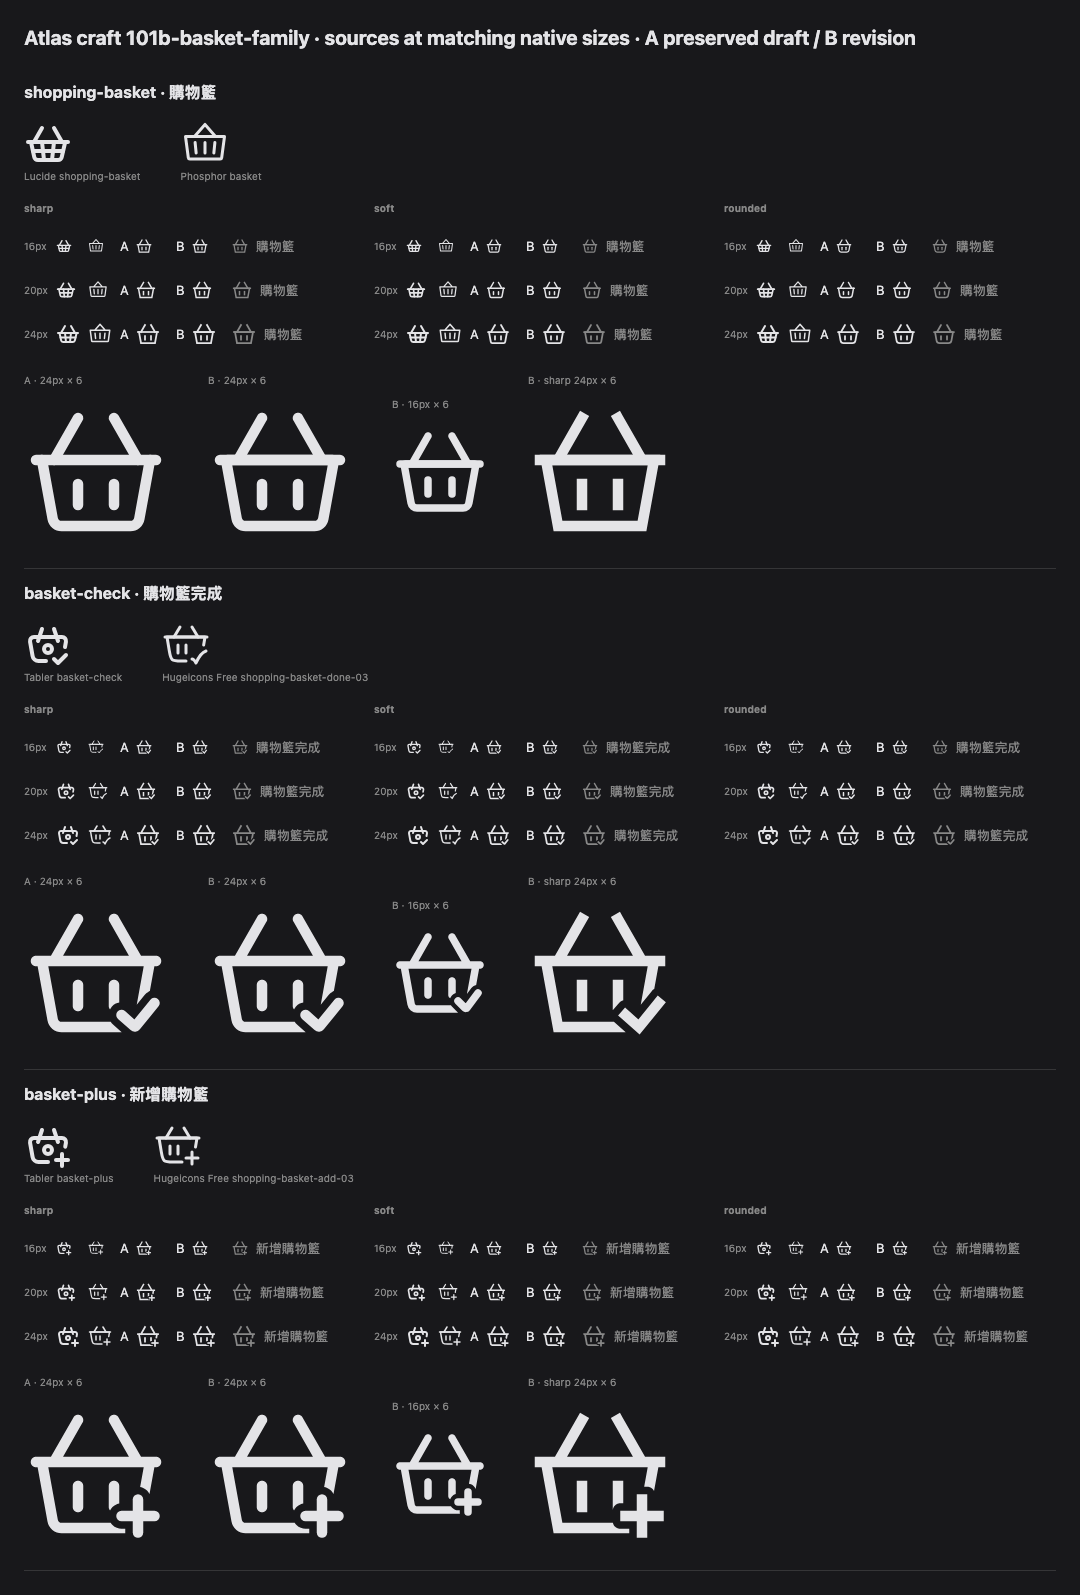 Atlas craft 101b-basket-family · sources at matching native sizes · A preserved draft / B revision
shopping-basket · 購物籃
Lucide shopping-basket Phosphor basket
sharp soft rounded
16px A B 購物籃 16px A B 購物籃 16px A B 購物籃
20px A B 購物籃 20px A B 購物籃 20px A B 購物籃
24px A B 購物籃 24px A B 購物籃 24px A B 購物籃
A · 24px × 6 B · 24px × 6 B · sharp 24px × 6
B · 16px × 6
basket-check · 購物籃完成
Tabler basket-check Hugeicons Free shopping-basket-done-03
sharp soft rounded
16px A B 購物籃完成 16px A B 購物籃完成 16px A B 購物籃完成
20px A B 購物籃完成 20px A B 購物籃完成 20px A B 購物籃完成
24px A B 購物籃完成 24px A B 購物籃完成 24px A B 購物籃完成
A · 24px × 6 B · 24px × 6 B · sharp 24px × 6
B · 16px × 6
basket-plus · 新增購物籃
Tabler basket-plus Hugeicons Free shopping-basket-add-03
sharp soft rounded
16px A B 新增購物籃 16px A B 新增購物籃 16px A B 新增購物籃
20px A B 新增購物籃 20px A B 新增購物籃 20px A B 新增購物籃
24px A B 新增購物籃 24px A B 新增購物籃 24px A B 新增購物籃
A · 24px × 6 B · 24px × 6 B · sharp 24px × 6
B · 16px × 6